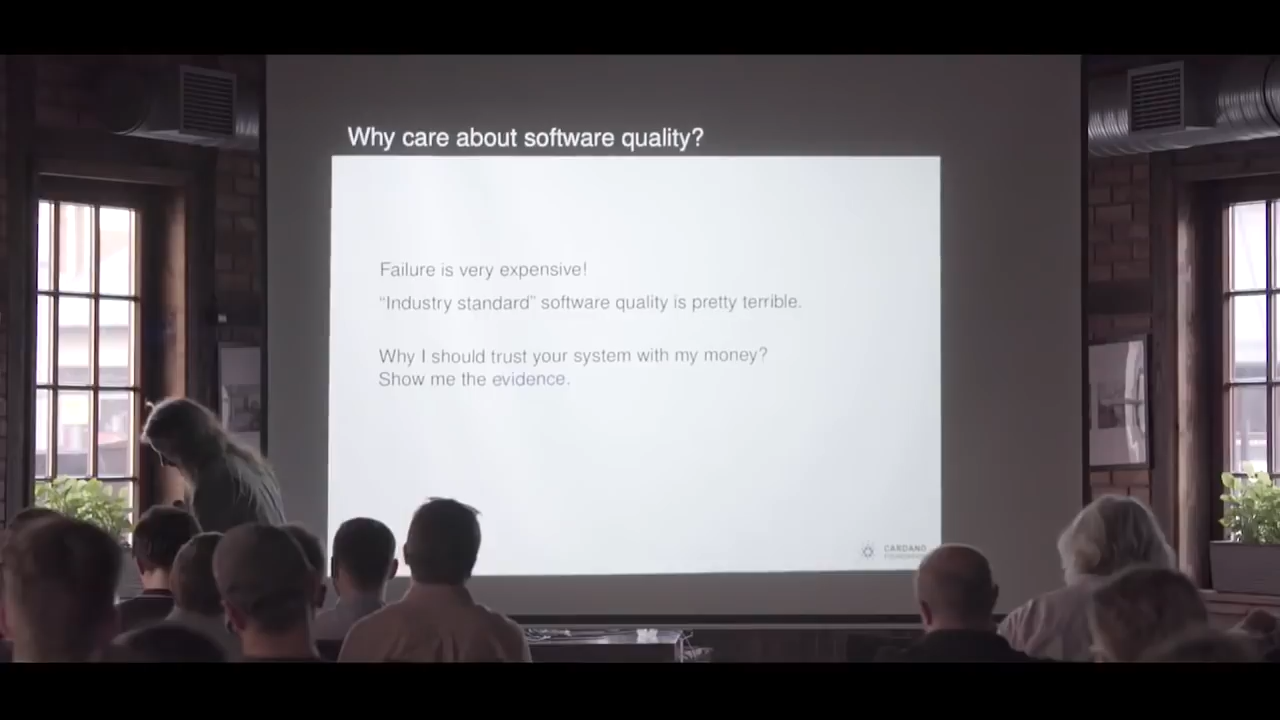 Why care about software quality?
Failure is very expensive!
“Industry standard” software quality is pretty terrible.
Why I should trust your system with my money?
Show me the evidence.
CARDANO
FOUNDATION